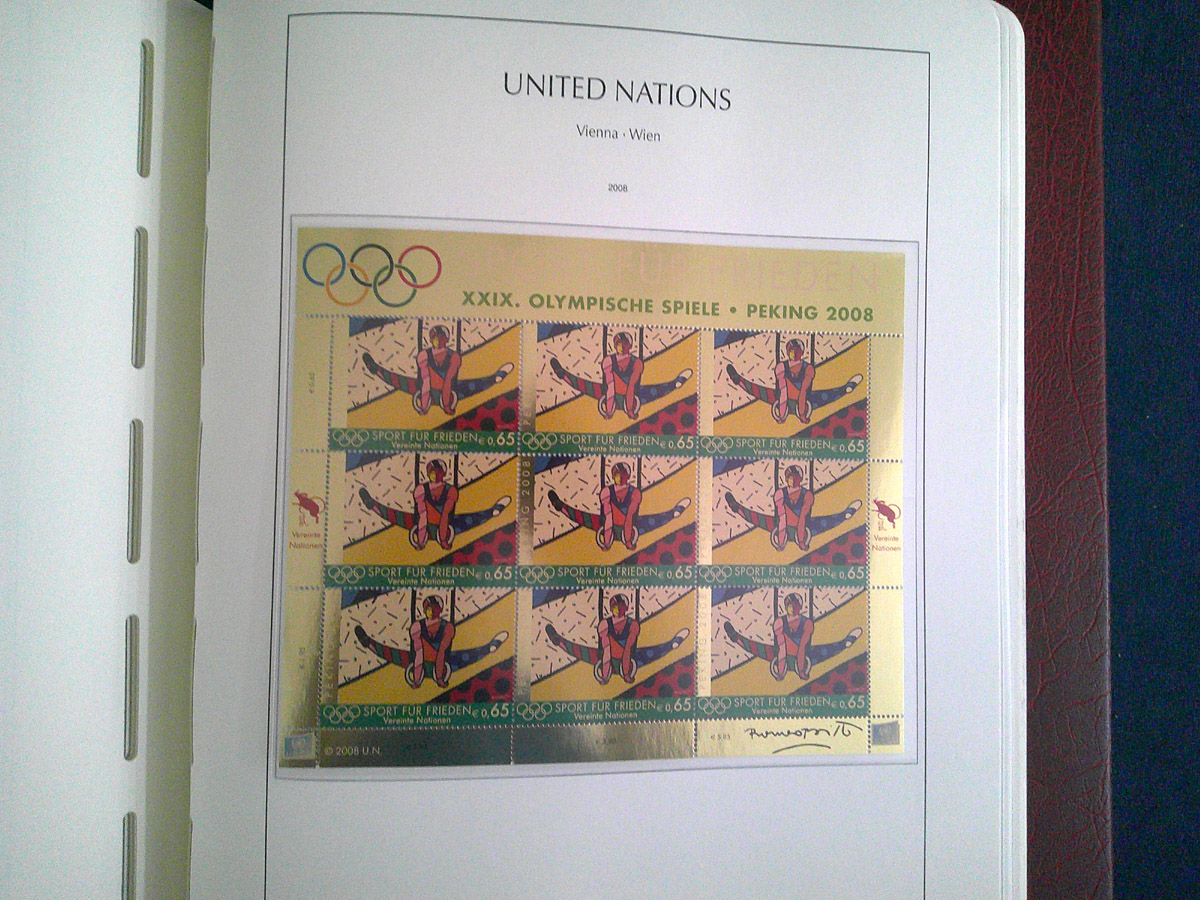 UNITED NATIONS
Vienna · Wien
2008
FÜR FRIEDEN
XXIX. OLYMPISCHE SPIELE • PEKING 2008
€ 0,65
SPORT FÜR FRIEDEN € 0,65
Vereinte Nationen
SPORT FÜR FRIEDEN € 0,65
Vereinte Nationen
SPORT FÜR FRIEDEN € 0,65
Vereinte Nationen
Vereinte
Nationen
SPORT FÜR FRIEDEN € 0,65
Vereinte Nationen
SPORT FÜR FRIEDEN € 0,65
Vereinte Nationen
SPORT FÜR FRIEDEN € 0,65
Vereinte Nationen
Vereinte
Nationen
SPORT FÜR FRIEDEN € 0,65
Vereinte Nationen
SPORT FÜR FRIEDEN € 0,65
Vereinte Nationen
SPORT FÜR FRIEDEN € 0,65
Vereinte Nationen
© 2008 U.N.
€ 5,85